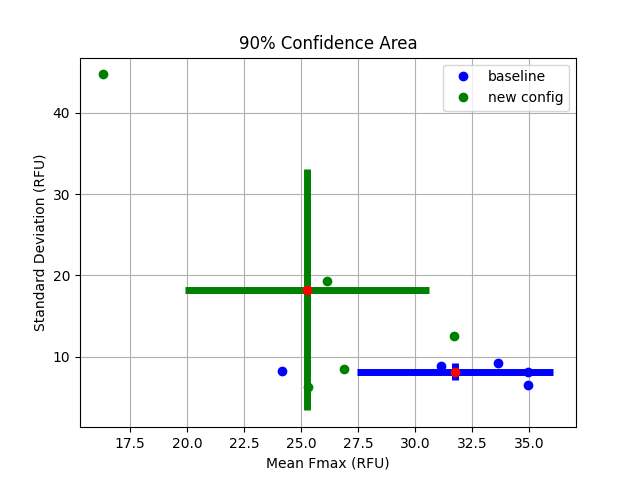 90% Confidence Area
baseline
new config
Standard Deviation (RFU)
40
30
20
10
17.5 20.0 22.5 25.0 27.5 30.0 32.5 35.0
Mean Fmax (RFU)